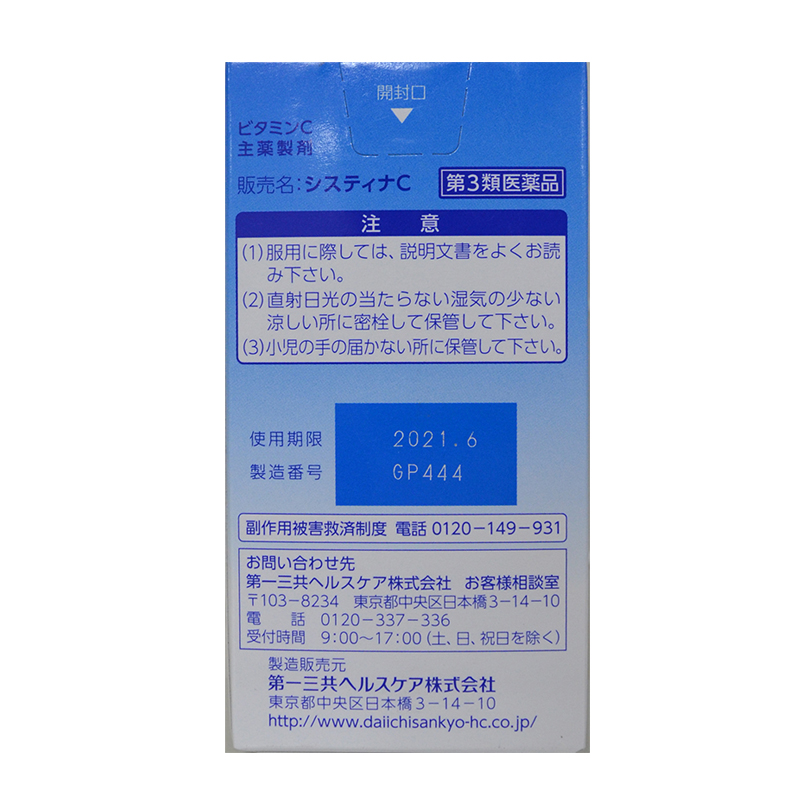 開封口
ビタミンC
主薬製剤
販売名：システィナC 第3類医薬品
注 意
(1)服用に際しては、説明文書をよくお読
み下さい。
(2)直射日光の当たらない湿気の少ない
涼しい所に密栓して保管して下さい。
(3)小児の手の届かない所に保管して下さい。
使用期限 2021.6
製造番号 GP444
副作用被害救済制度 電話 0120−149−931
お問い合わせ先
第一三共ヘルスケア株式会社 お客様相談室
〒103−8234 東京都中央区日本橋3−14−10
電 話 0120−337−336
受付時間 9:00〜17:00（土、日、祝日を除く）
製造販売元
第一三共ヘルスケア株式会社
東京都中央区日本橋3−14−10
http://www.daiichisankyo-hc.co.jp/